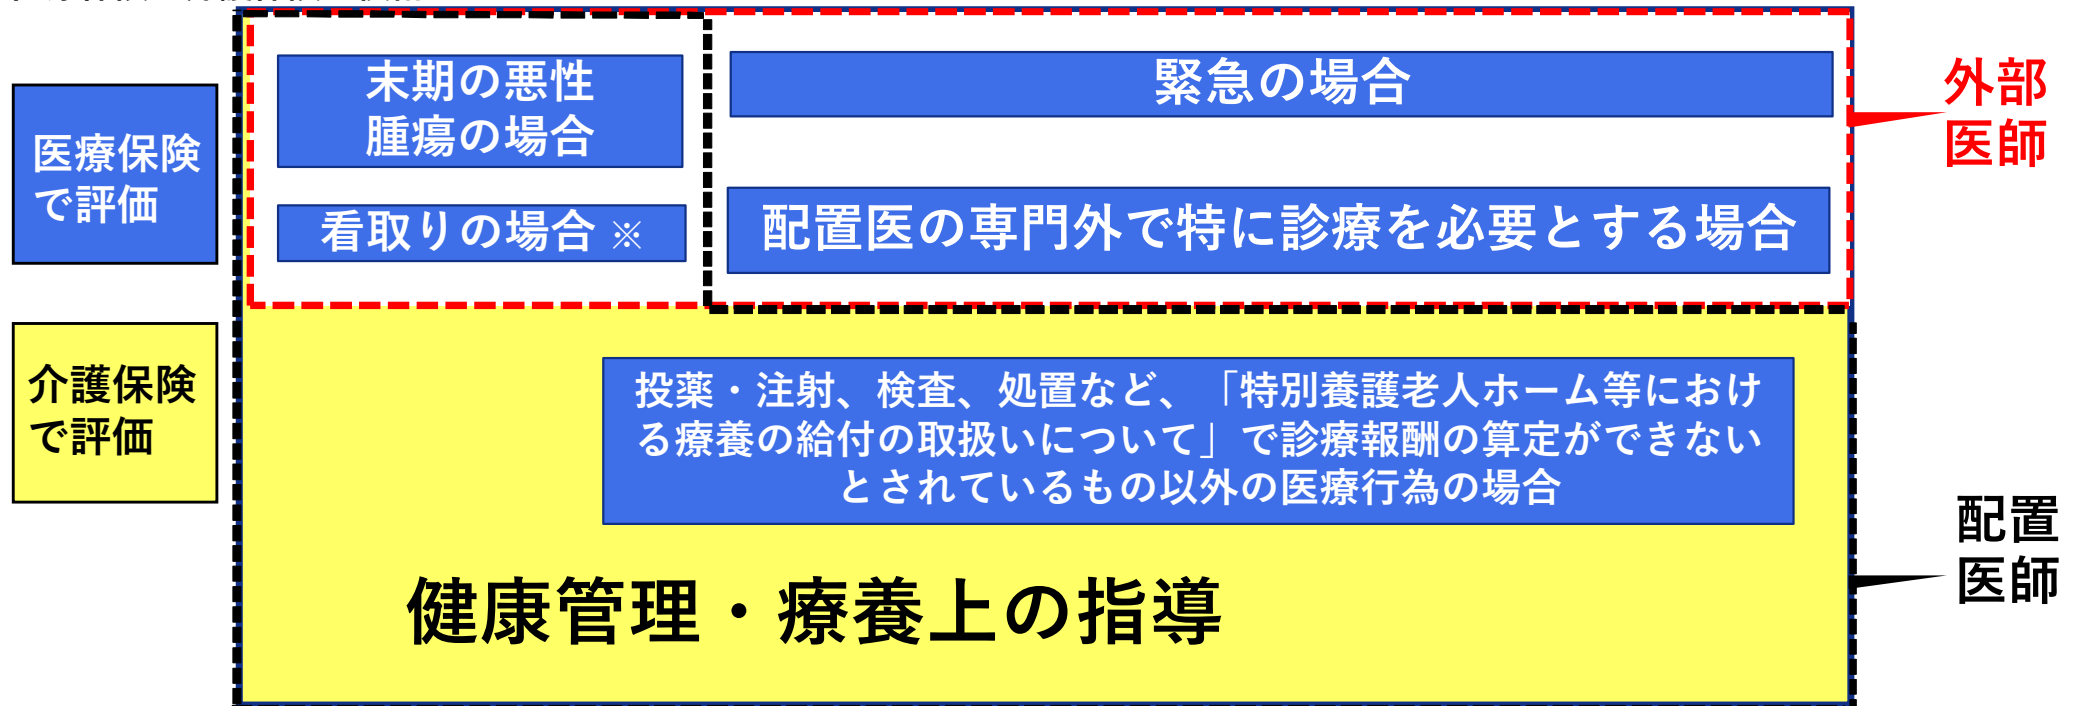 末期の悪性
腫瘍の場合
緊急の場合
外部
医師
医療保険
で評価
看取りの場合 ※
配置医の専門外で特に診療を必要とする場合
介護保険
で評価
投薬・注射、検査、処置など、「特別養護老人ホーム等におけ
る療養の給付の取扱いについて」で診療報酬の算定ができない
とされているもの以外の医療行為の場合
配置
医師
健康管理・療養上の指導